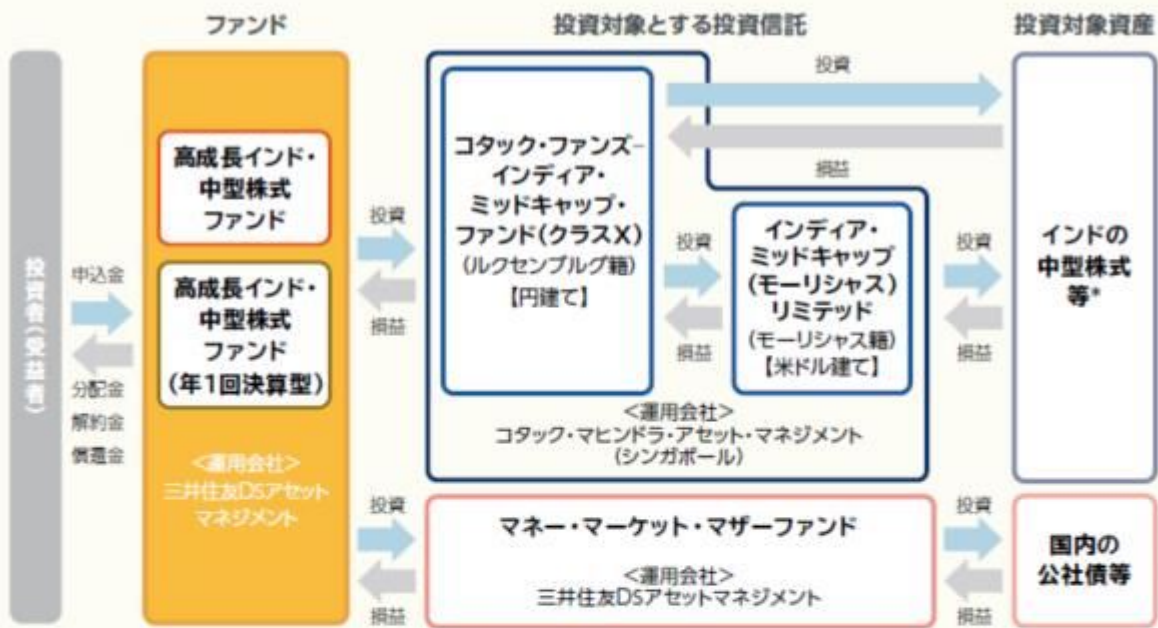 ファンド
投資対象とする投資信託
投資対象資産
投資者(受益者)
申込金
分配金
解約金
償還金
高成長インド・
中型株式
ファンド
高成長インド・
中型株式
ファンド
(年1回決算型)
<運用会社>
三井住友DSアセット
マネジメント
投資
損益
コタック・ファンズ−
インディア・
ミッドキャップ・
ファンド(クラスX)
(ルクセンブルグ籍)
【円建て】
投資
損益
投資
損益
インディア・
ミッドキャップ
(モーリシャス)
リミテッド
(モーリシャス籍)
【米ドル建て】
<運用会社>
コタック・マヒンドラ・アセット・マネジメント
(シンガポール)
投資
損益
インドの
中型株式
等*
投資
損益
マネー・マーケット・マザーファンド
<運用会社>
三井住友DSアセットマネジメント
投資
損益
国内の
公社債等